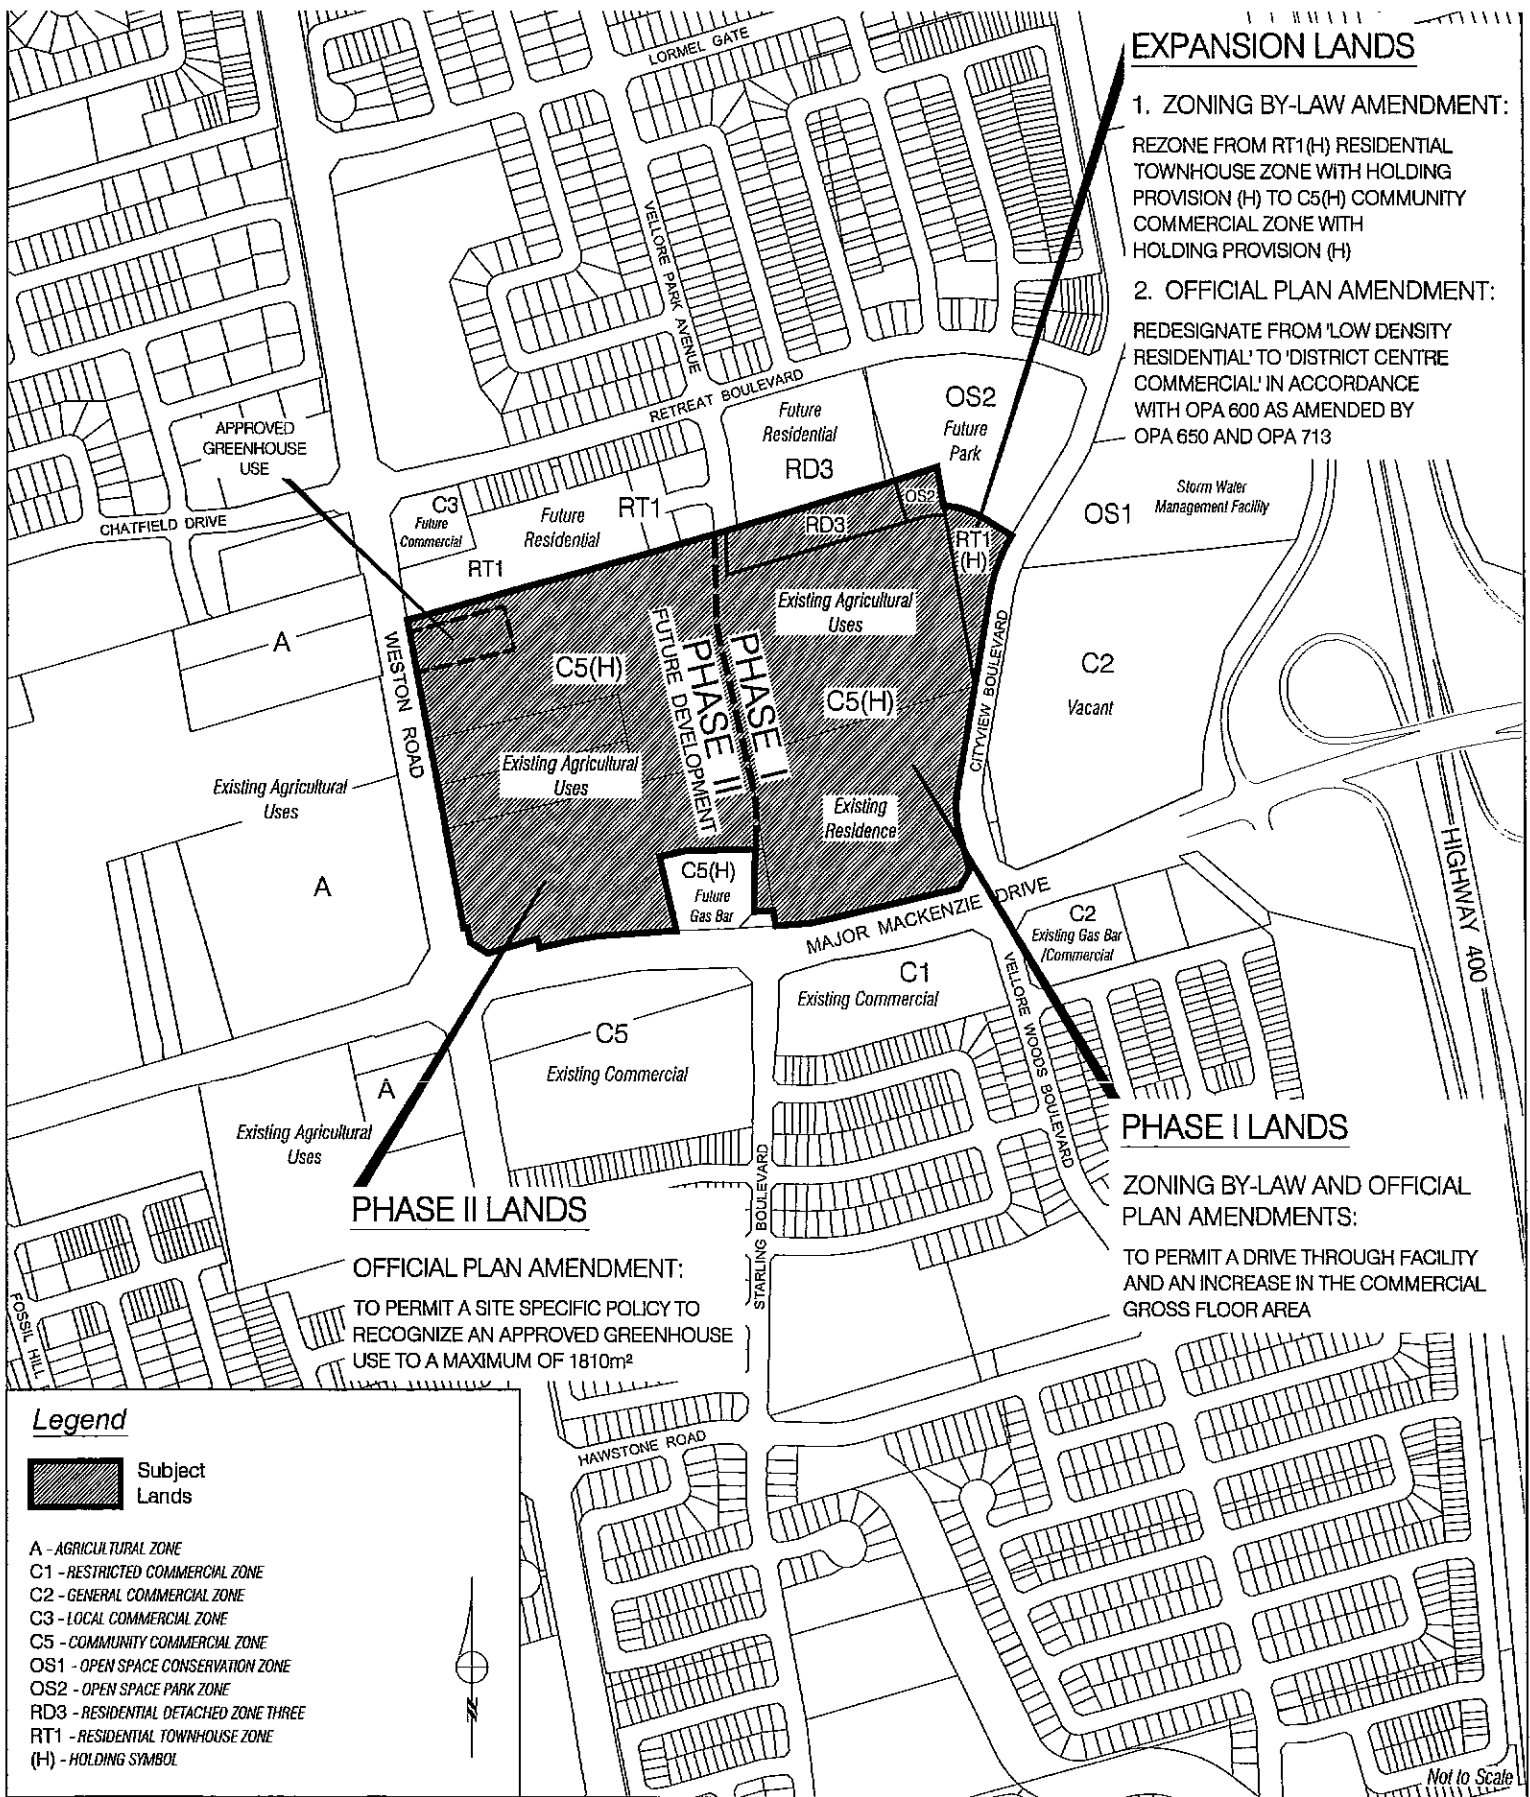 LORMEL GATE
EXPANSION LANDS
1. ZONING BY-LAW AMENDMENT:
REZONE FROM RT1(H) RESIDENTIAL
TOWNHOUSE ZONE WITH HOLDING
PROVISION (H) TO C5(H) COMMUNITY
COMMERCIAL ZONE WITH
HOLDING PROVISION (H)
2. OFFICIAL PLAN AMENDMENT:
REDESIGNATE FROM 'LOW DENSITY
RESIDENTIAL' TO 'DISTRICT CENTRE
COMMERCIAL' IN ACCORDANCE
WITH OPA 600 AS AMENDED BY
OPA 650 AND OPA 713
VELLORE PARK AVENUE
RETREAT BOULEVARD
APPROVED
GREENHOUSE
USE
CHATFIELD DRIVE
Future
Residential
RD3
OS2
Future
Park
OS1
Storm Water
Management Facility
C3
Future
Commercial
Future
Residential
RT1
RT1
RD3
OS2
RT1
(H)
A
WESTON ROAD
Existing Agricultural
Uses
A
C5(H)
Existing Agricultural
Uses
FUTURE DEVELOPMENT
PHASE II
PHASE I
Existing Agricultural
Uses
C5(H)
Existing
Residence
CITYVIEW BOULEVARD
C2
Vacant
HIGHWAY 400
C5(H)
Future
Gas Bar
MAJOR MACKENZIE DRIVE
C2
Existing Gas Bar
/Commercial
C1
Existing Commercial
VELLORE WOODS BOULEVARD
C5
Existing Commercial
A
Existing Agricultural
Uses
STARLING BOULEVARD
PHASE I LANDS
ZONING BY-LAW AND OFFICIAL
PLAN AMENDMENTS:
TO PERMIT A DRIVE THROUGH FACILITY
AND AN INCREASE IN THE COMMERCIAL
GROSS FLOOR AREA
PHASE II LANDS
OFFICIAL PLAN AMENDMENT:
TO PERMIT A SITE SPECIFIC POLICY TO
RECOGNIZE AN APPROVED GREENHOUSE
USE TO A MAXIMUM OF 1810m²
FOSSIL HILL
HAWSTONE ROAD
Legend
Subject
Lands
A - AGRICULTURAL ZONE
C1 - RESTRICTED COMMERCIAL ZONE
C2 - GENERAL COMMERCIAL ZONE
C3 - LOCAL COMMERCIAL ZONE
C5 - COMMUNITY COMMERCIAL ZONE
OS1 - OPEN SPACE CONSERVATION ZONE
OS2 - OPEN SPACE PARK ZONE
RD3 - RESIDENTIAL DETACHED ZONE THREE
RT1 - RESIDENTIAL TOWNHOUSE ZONE
(H) - HOLDING SYMBOL
N
Not to Scale